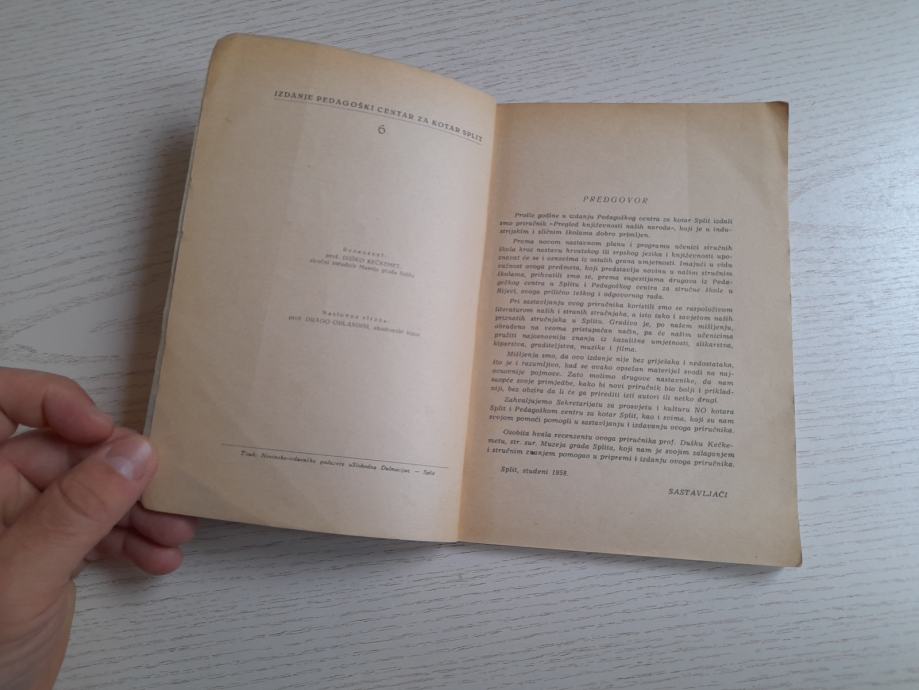 IZDANJE PEDAGOŠKI CENTAR ZA KOTAR SPLIT
6
Recenzent:
prof. DUŠKO KEČKEMET,
stručni suradnik Muzeja grada Splita
Naslovna strana:
prof. DRAGO
Tisak: Novinsko-izdavačko poduzeće »Slobodna Dalmacija« — Split
PREDGOVOR
Prošle godine u izdanju Pedagoškog centra za kotar Split izdali
smo priručnik »Pregled književnosti naših naroda«, koji je u indu-
strijskim i sličnim školama dobro primljen.
Prema novom nastavnom planu i programu učenici stručnih
škola kroz nastavu hrvatskog ili srpskog jezika i književnosti upo-
znavat će se i osnovima iz ostalih grana umjetnosti. Imajući u vidu
važnost ovoga predmeta, koji predstavlja novinu u našim stručnim
školama, prihvatili smo se, prema sugestijama drugova iz Peda-
goškog centra u Splitu i Pedagoškog centra za stručne škole u
Rijeci, ovoga prilično teškog i odgovornog rada.
Pri sastavljanju ovog priručnika koristili smo se raspoloživom
literaturom naših i stranih stručnjaka, a isto tako i savjetom naših
priznatih stručnjaka u Splitu. Gradivo je, po našem mišljenju,
obrađeno na veoma pristupačan način, pa će našim učenicima
pružiti najosnovnija znanja iz kazališne umjetnosti, slikarstva,
kiparstva, graditeljstva, muzike i filma.
Mišljenja smo, da ovo izdanje nije bez griješaka i nedostataka,
što je i razumljivo, kad se ovako opsežan materijal svodi na naj-
osnovnije pojmove. Zato molimo drugove nastavnike, da nam
saopće svoje primjedbe, kako bi novi priručnik bio bolji i priklad-
niji, bez obzira da li će ga prirediti isti autori ili netko drugi.
Zahvaljujemo Sekretarijatu za prosvjetu i kulturu NO kotara
Split i Pedagoškom centru za kotar Split, kao i svima, koji su nam
svojom pomoći pomogli u sastavljanju i izdavanju ovoga priručnika.
Osobita hvala recenzentu ovoga priručnika prof. Dušku Kečke-
metu, str. sur. Muzeja grada Splita, koji nam je svojim zalaganjem
i stručnim znanjem pomogao u pripremi i izdanju ovoga priručnika.
Split, studeni 1958.
SASTAVLJAČI